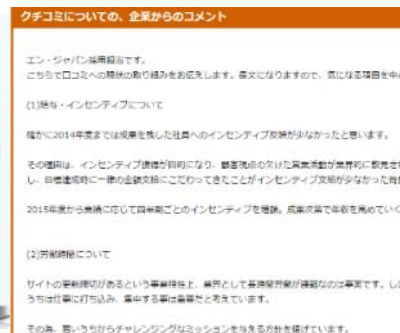 クチコミについての、企業からのコメント
エン・ジャパン採用担当です。
こちらで口コミへの現状の取り組みをお伝えします。長文になりますので、気になる項目を中
(1)給与・インセンティブについて
確かに2014年度までは成果を残した社員へのインセンティブ反映が少なかったと思います。
その理由は、インセンティブ獲得が目的になり、顧客視点の欠けた営業活動が業界的に散見され
し、目標達成時に一律の金額支給にこだわってきたことがインセンティブ支給が少なかった背
2015年度から業績に応じて四半期ごとのインセンティブを増額。成果次第で年収を高めていく
(2)労働時間について
サイトの更新締切があるという事業特性上、業界として長時間労働が課題なのは事実です。し
うちは仕事に打ち込み、集中する事は重要だと考えています。
その為、若いうちからチャレンジングなミッションを与える方針を掲げています。